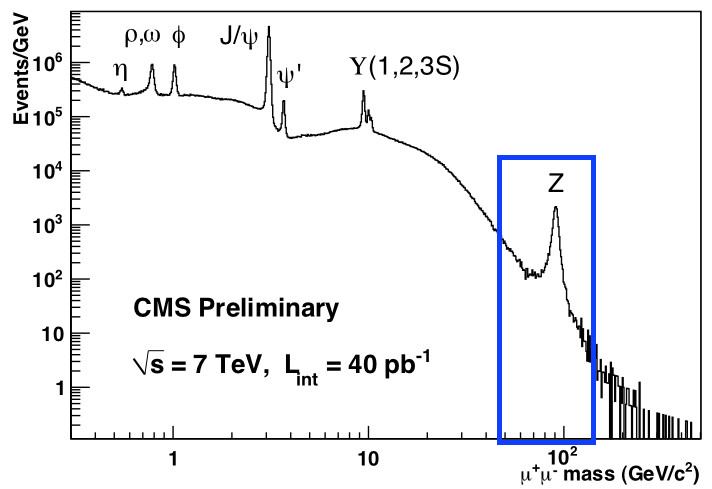 Events/GeV
10⁶
10⁵
10⁴
10³
10²
10
1
η
ρ,ω
ϕ
J/ψ
ψ'
Υ(1,2,3S)
Z
CMS Preliminary
√s = 7 TeV, L_int = 40 pb⁻¹
1
10
10²
μ⁺μ⁻ mass (GeV/c²)